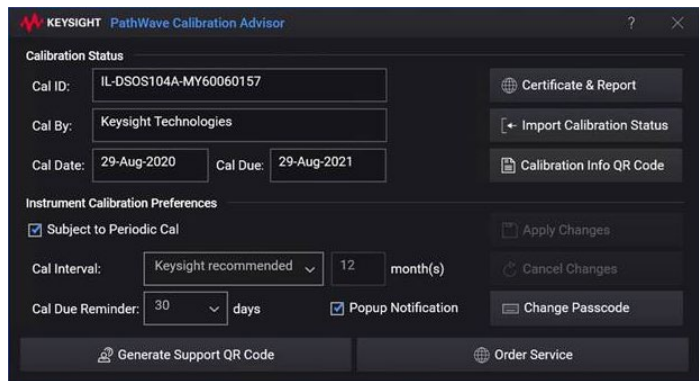 KEYSIGHT PathWave Calibration Advisor ?
Calibration Status
Cal ID: IL-DSOS104A-MY60060157 Certificate & Report
Cal By: Keysight Technologies Import Calibration Status
Cal Date: 29-Aug-2020 Cal Due: 29-Aug-2021 Calibration Info QR Code
Instrument Calibration Preferences
Subject to Periodic Cal Apply Changes
Cal Interval: Keysight recommended 12 month(s) Cancel Changes
Cal Due Reminder: 30 days Popup Notification Change Passcode
Generate Support QR Code Order Service